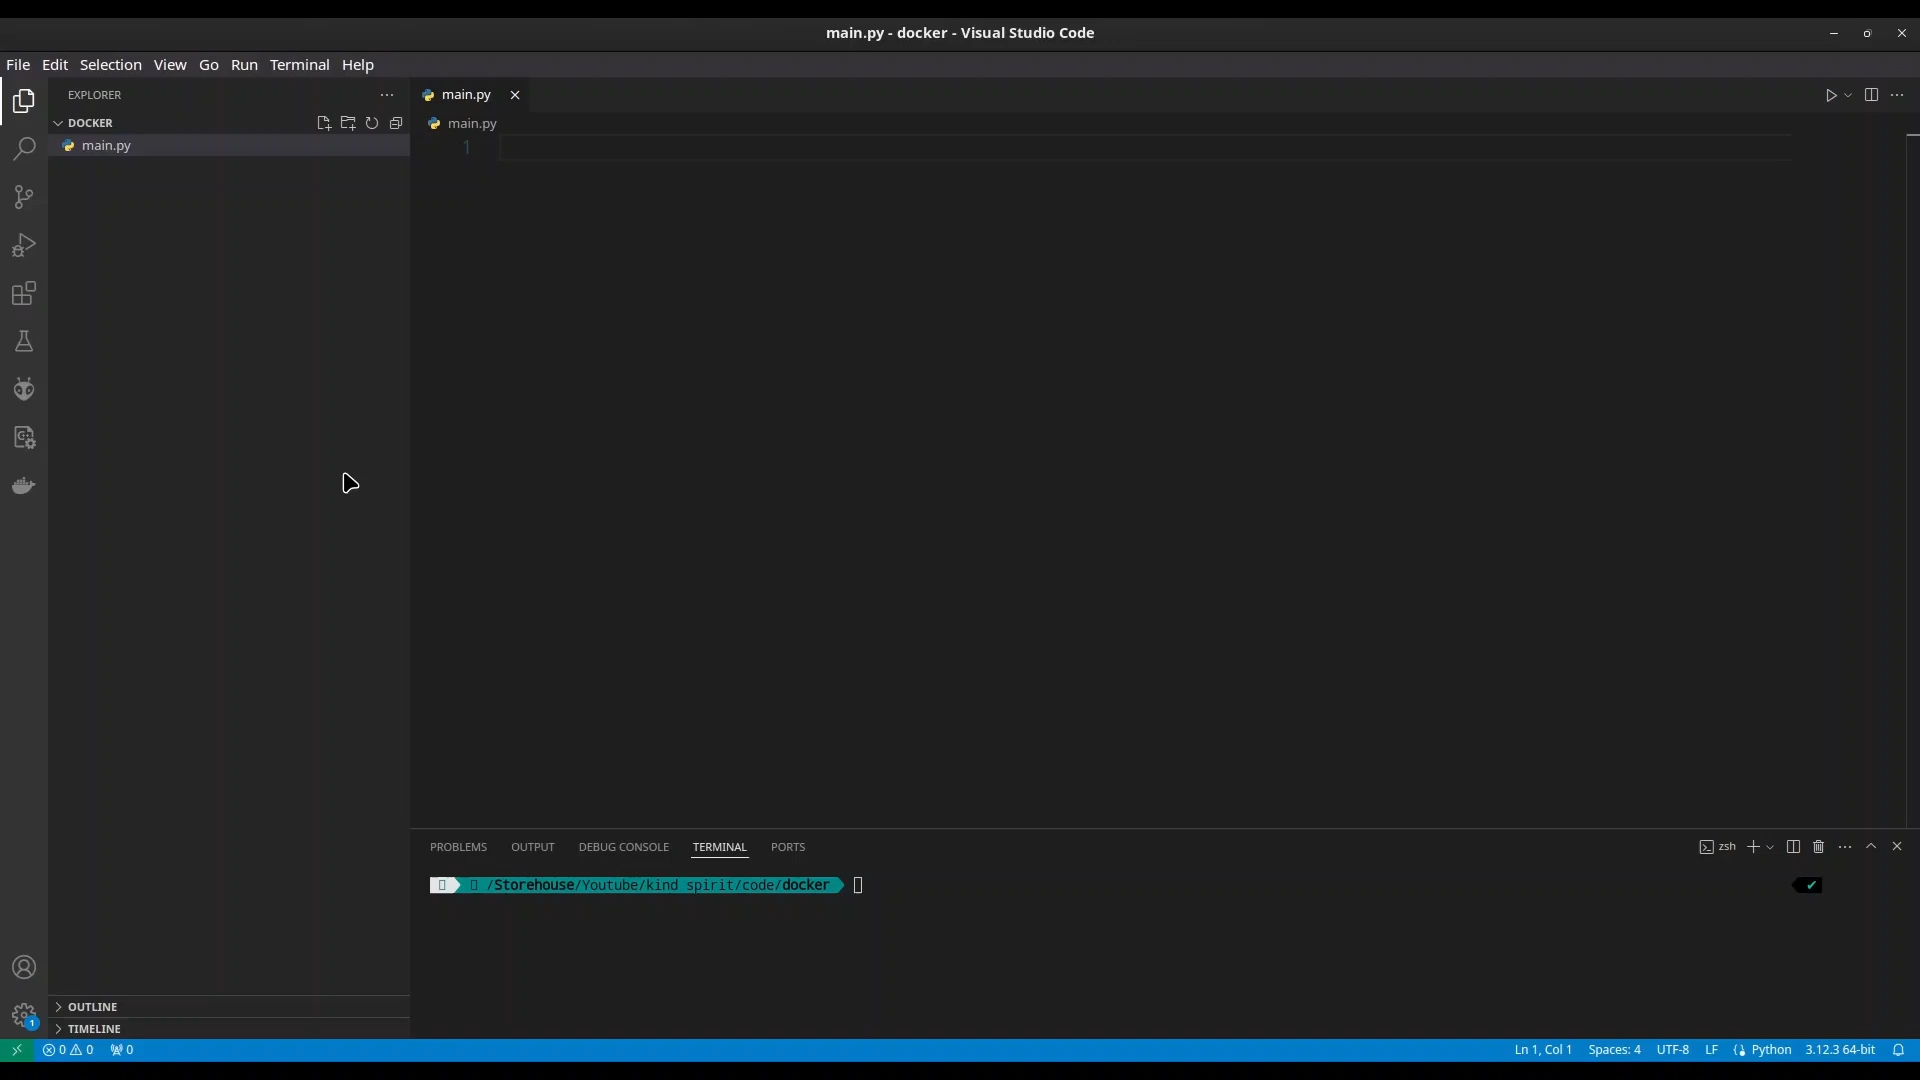 main.py - docker - Visual Studio Code
File Edit Selection View Go Run Terminal Help
EXPLORER
main.py
DOCKER
main.py
main.py
1
PROBLEMS OUTPUT DEBUG CONSOLE TERMINAL PORTS
zsh
/Storehouse/Youtube/kind spirit/code/docker
OUTLINE
1
TIMELINE
0 0 0
Ln 1, Col 1 Spaces: 4 UTF-8 LF Python 3.12.3 64-bit